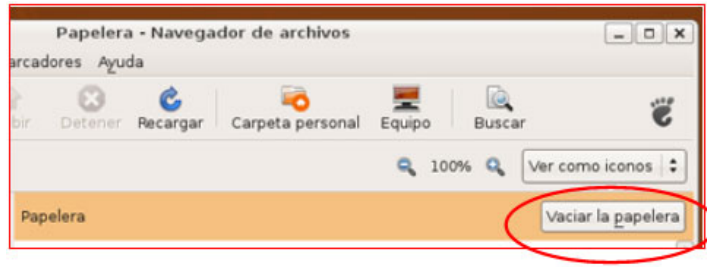 Papelera - Navegador de archivos
arcadores Ayuda
bir Detener Recargar Carpeta personal Equipo Buscar
100% Ver como iconos
Papelera Vaciar la papelera